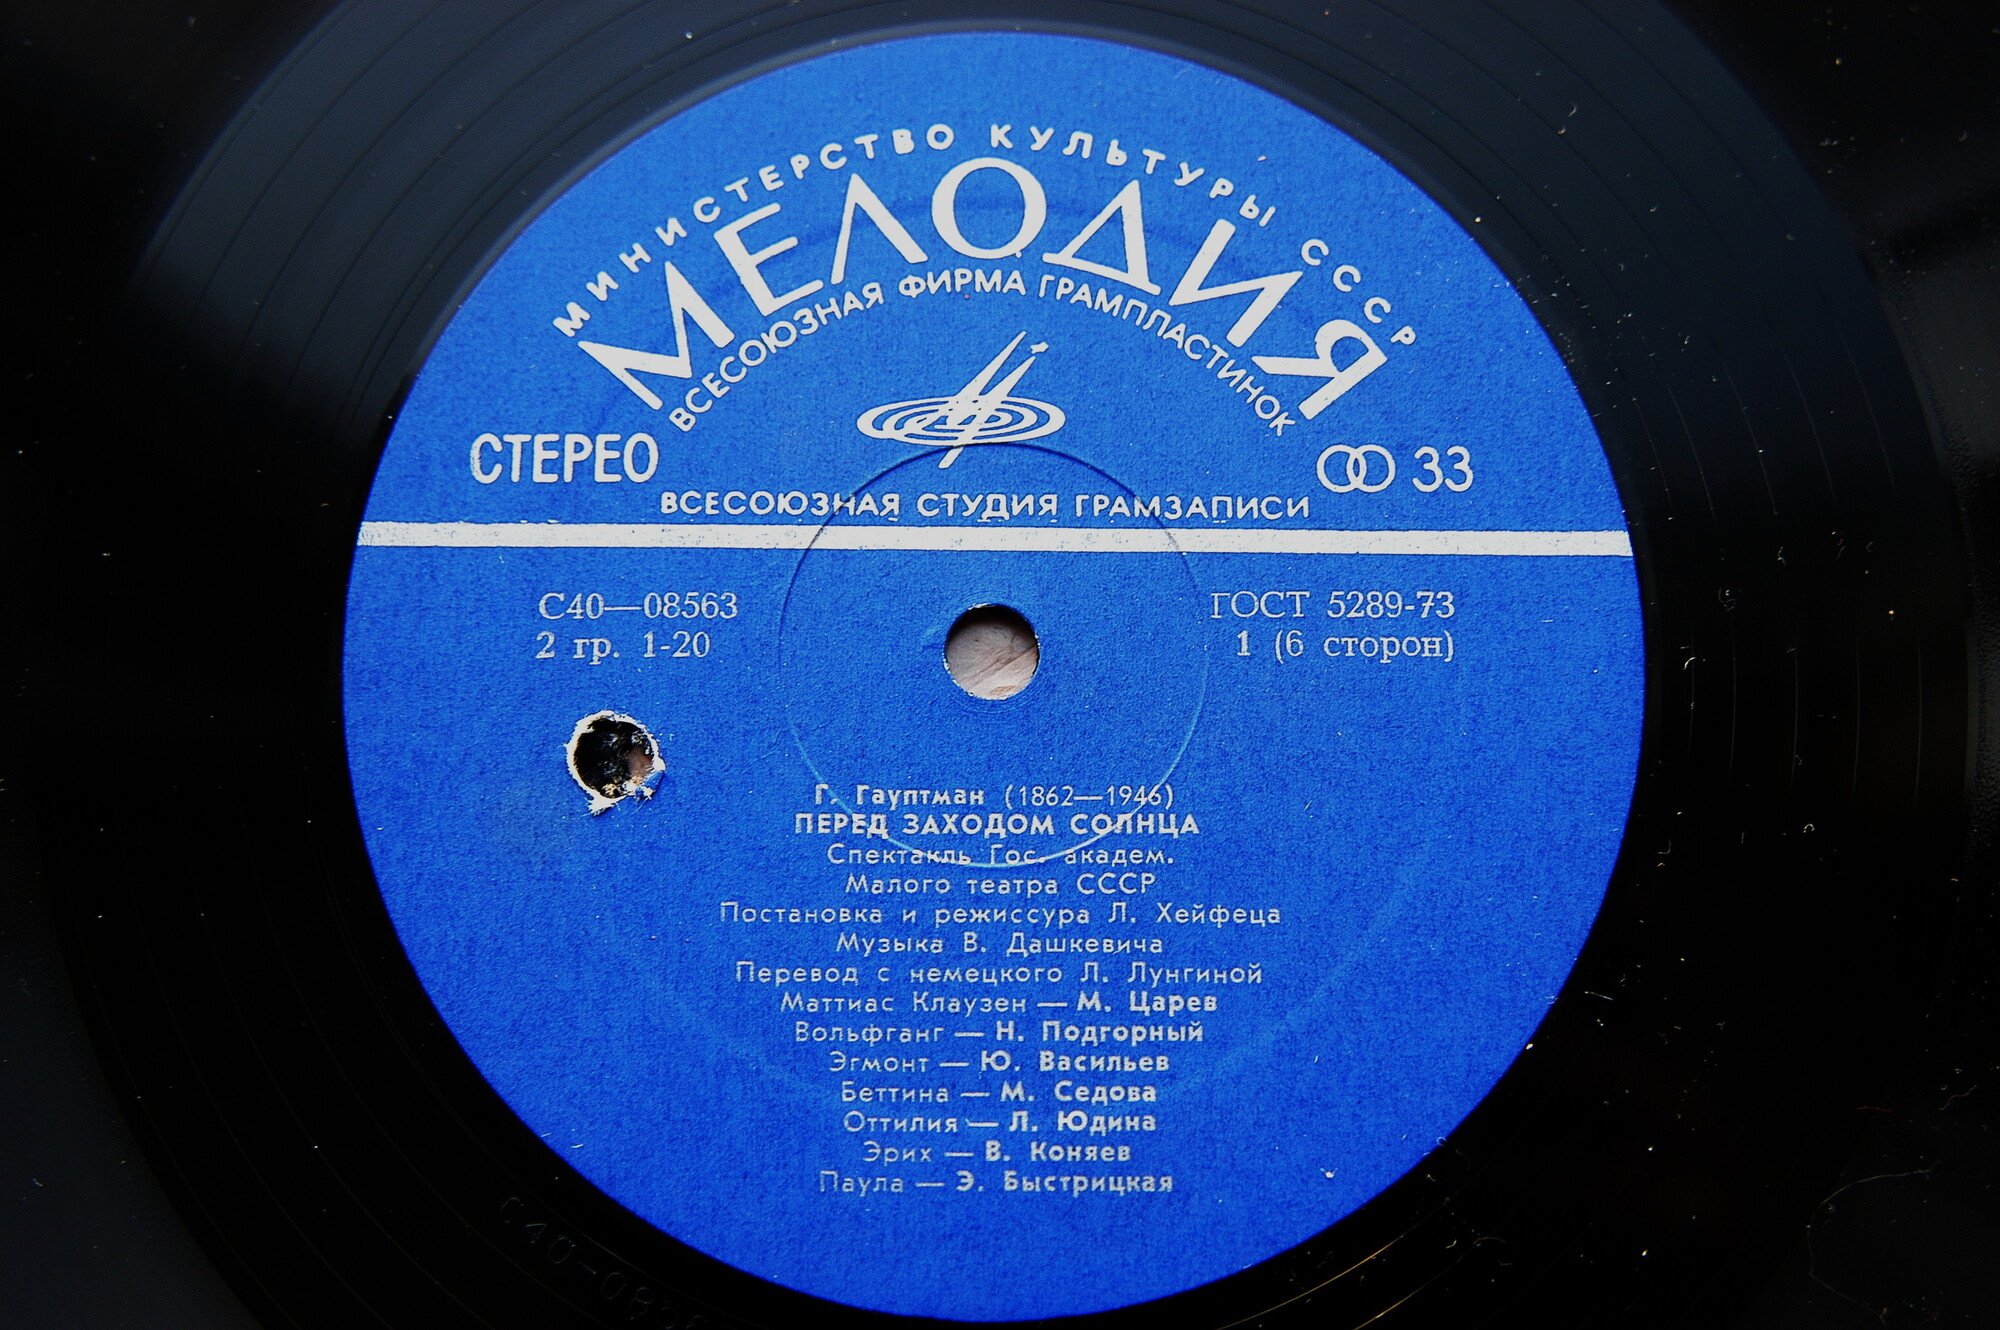 МИНИСТЕРСТВО КУЛЬТУРЫ СССР
МЕЛОДИЯ
ВСЕСОЮЗНАЯ ФИРМА ГРАМПЛАСТИНОК
СТЕРЕО
33
ВСЕСОЮЗНАЯ СТУДИЯ ГРАМЗАПИСИ
С40—08563
ГОСТ 5289-73
2 гр. 1-20
1 (6 сторон)
Г. Гауптман (1862—1946)
ПЕРЕД ЗАХОДОМ СОЛНЦА
Спектакль Гос. академ.
Малого театра СССР
Постановка и режиссура Л. Хейфеца
Музыка В. Дашкевича
Перевод с немецкого Л. Лунгиной
Маттиас Клаузен — М. Царев
Вольфганг — Н. Подгорный
Эгмонт — Ю. Васильев
Беттина — М. Седова
Оттилия — Л. Юдина
Эрих — В. Коняев
Паула — Э. Быстрицкая